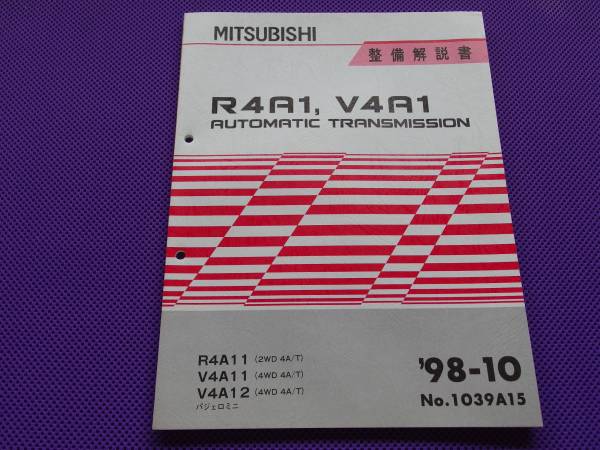 MITSUBISHI
整備解説書
R4A1, V4A1
AUTOMATIC TRANSMISSION
R4A11 (2WD 4A/T)
V4A11 (4WD 4A/T)
V4A12 (4WD 4A/T)
パジェロミニ
'98-10
No.1039A15